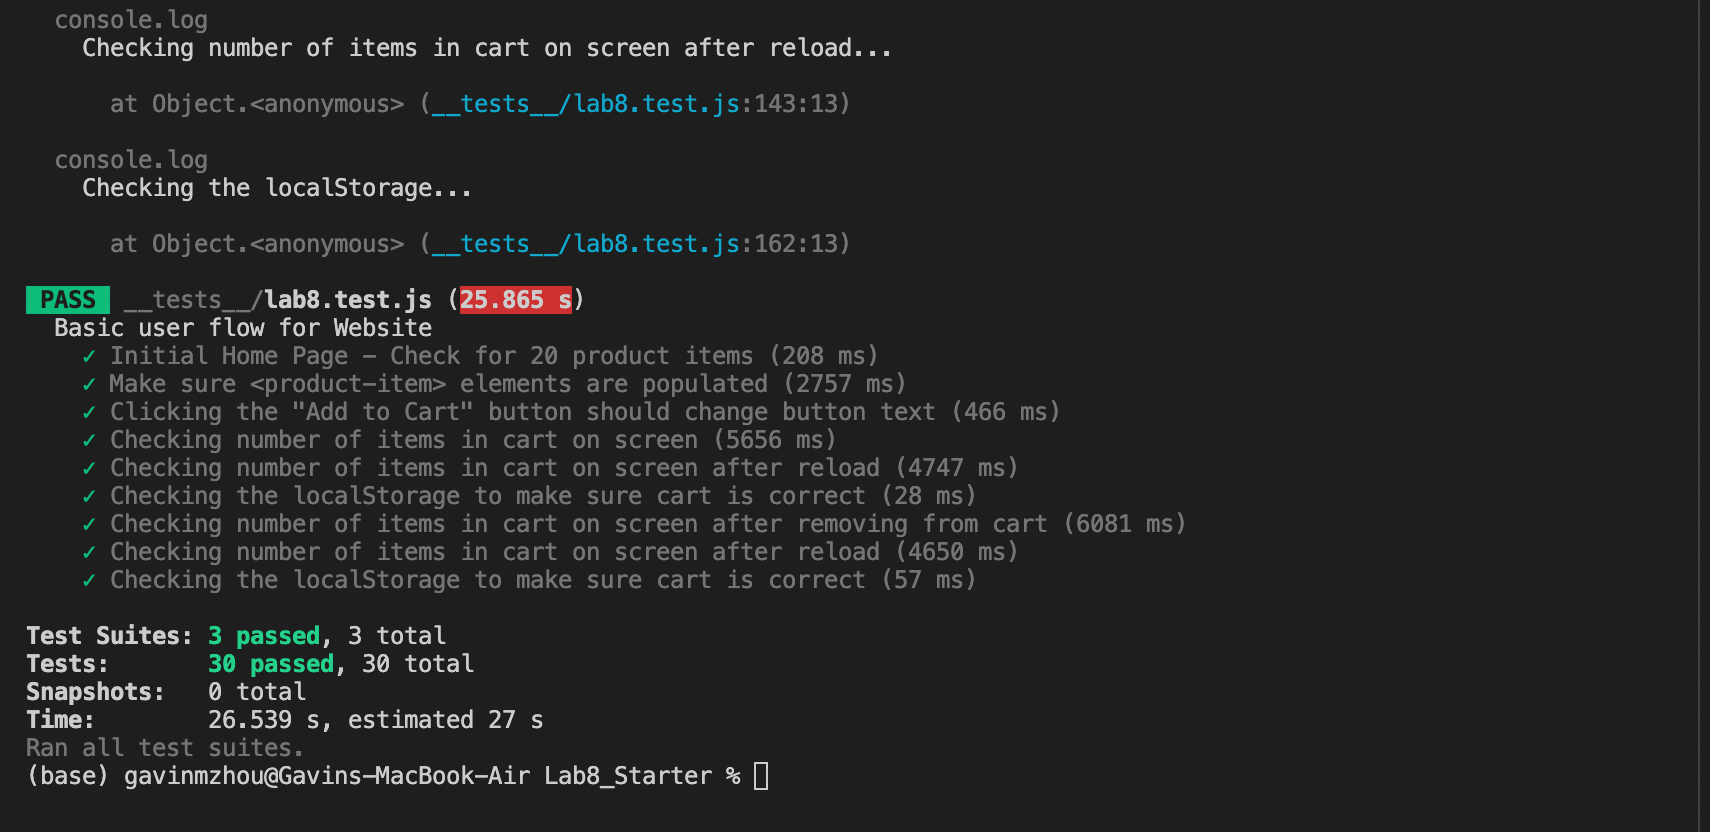 console.log
Checking number of items in cart on screen after reload...
at Object.<anonymous> (__tests__/lab8.test.js:143:13)
console.log
Checking the localStorage...
at Object.<anonymous> (__tests__/lab8.test.js:162:13)
PASS __tests__/lab8.test.js (25.865 s)
Basic user flow for Website
✓ Initial Home Page – Check for 20 product items (208 ms)
✓ Make sure <product-item> elements are populated (2757 ms)
✓ Clicking the "Add to Cart" button should change button text (466 ms)
✓ Checking number of items in cart on screen (5656 ms)
✓ Checking number of items in cart on screen after reload (4747 ms)
✓ Checking the localStorage to make sure cart is correct (28 ms)
✓ Checking number of items in cart on screen after removing from cart (6081 ms)
✓ Checking number of items in cart on screen after reload (4650 ms)
✓ Checking the localStorage to make sure cart is correct (57 ms)
Test Suites: 3 passed, 3 total
Tests: 30 passed, 30 total
Snapshots: 0 total
Time: 26.539 s, estimated 27 s
Ran all test suites.
(base) gavinmzhou@Gavins-MacBook-Air Lab8_Starter %